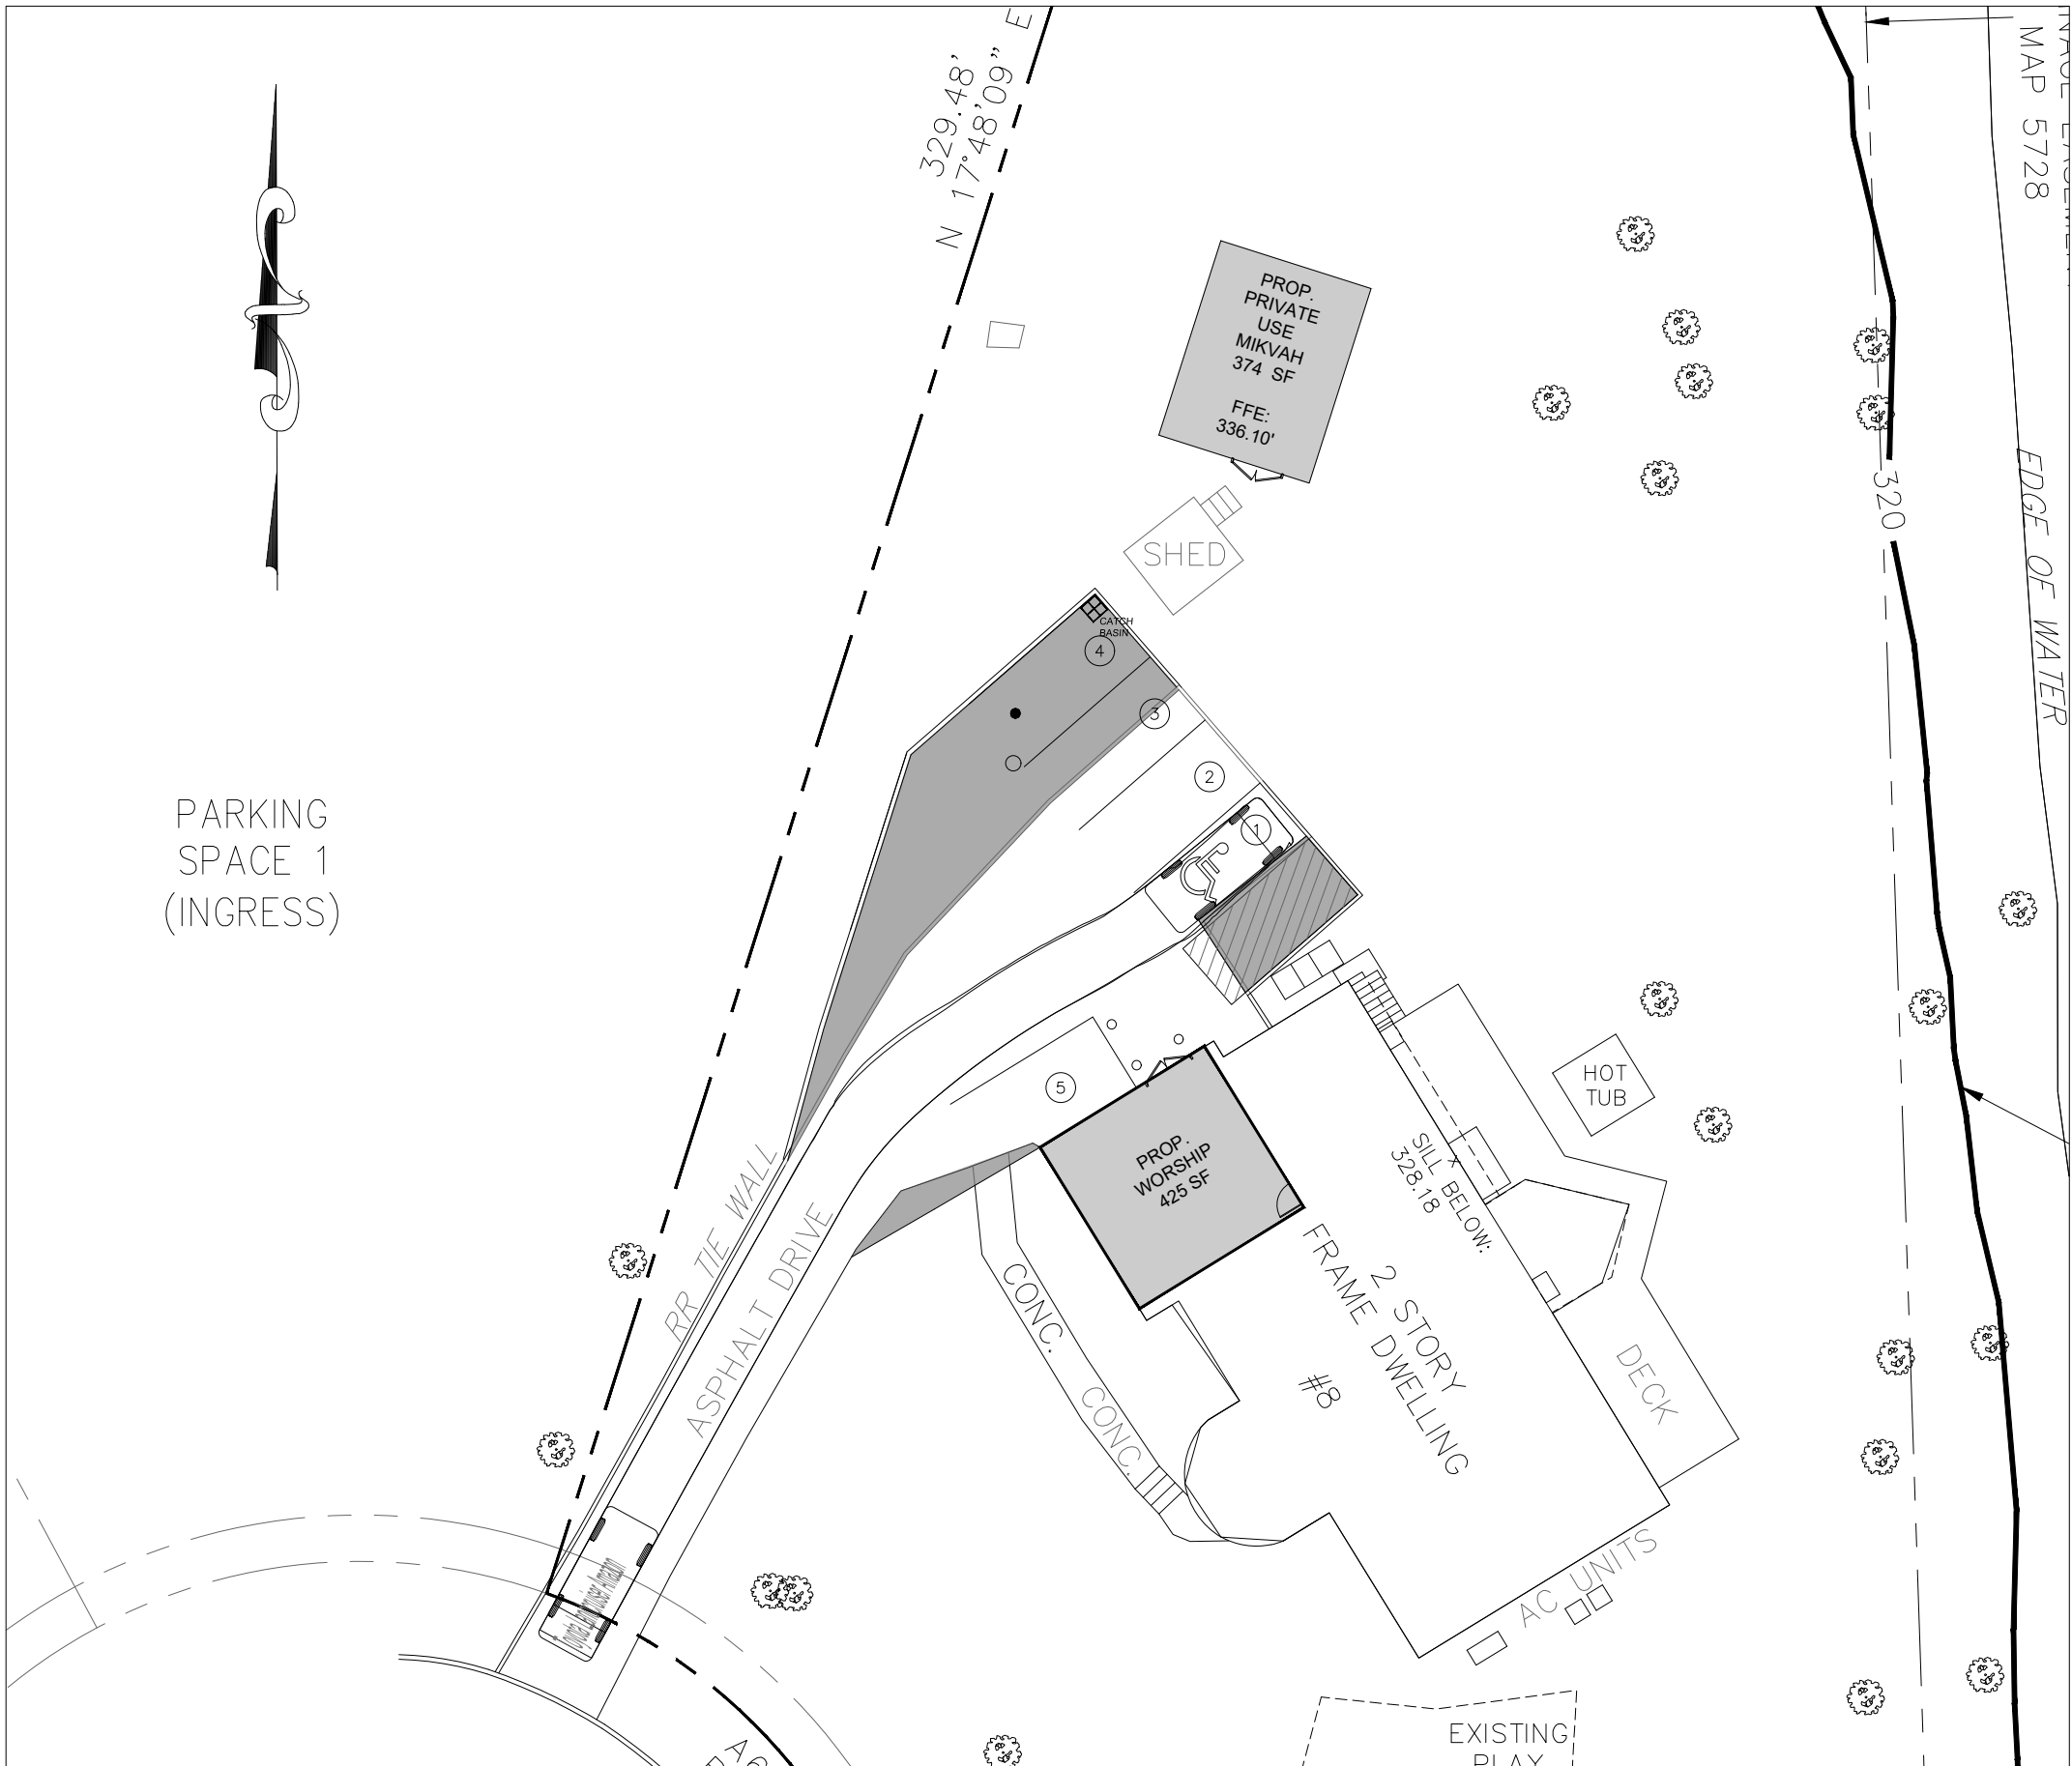 329.48'
N 17°48'09" E
MAP 5728
PROP.
PRIVATE
USE
MIKVAH
374 SF
FFE:
336.10'
320
EDGE OF WATER
SHED
CATCH
BASIN
4
3
2
1
PARKING
SPACE 1
(INGRESS)
5
PROP.
WORSHIP
425 SF
HOT
TUB
SILL X BELOW:
328.18
RR TIE WALL
ASPHALT DRIVE
CONC.
CONC.
2 STORY
FRAME DWELLING
#8
DECK
AC UNITS
EXISTING
PLAY